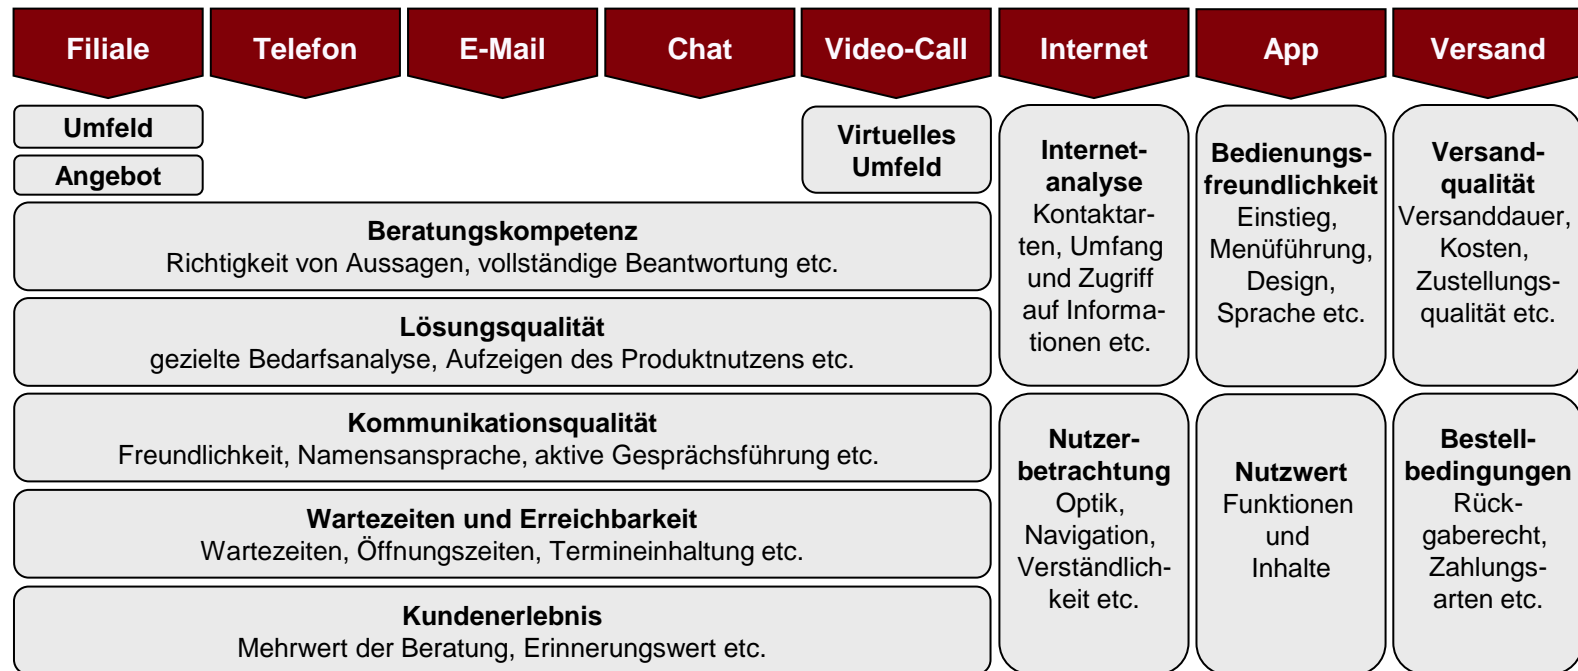 Filiale
Telefon
E-Mail
Chat
Video-Call
Internet
App
Versand
Umfeld
Angebot
Virtuelles
Umfeld
Beratungskompetenz
Richtigkeit von Aussagen, vollständige Beantwortung etc.
Lösungsqualität
gezielte Bedarfsanalyse, Aufzeigen des Produktnutzens etc.
Kommunikationsqualität
Freundlichkeit, Namensansprache, aktive Gesprächsführung etc.
Wartezeiten und Erreichbarkeit
Wartezeiten, Öffnungszeiten, Termineinhaltung etc.
Kundenerlebnis
Mehrwert der Beratung, Erinnerungswert etc.
Internet-
analyse
Kontaktar-
ten, Umfang
und Zugriff
auf Informa-
tionen etc.
Nutzer-
betrachtung
Optik,
Navigation,
Verständlich-
keit etc.
Bedienungs-
freundlichkeit
Einstieg,
Menüführung,
Design,
Sprache etc.
Nutzwert
Funktionen
und
Inhalte
Versand-
qualität
Versanddauer,
Kosten,
Zustellungs-
qualität etc.
Bestell-
bedingungen
Rück-
gaberecht,
Zahlungs-
arten etc.